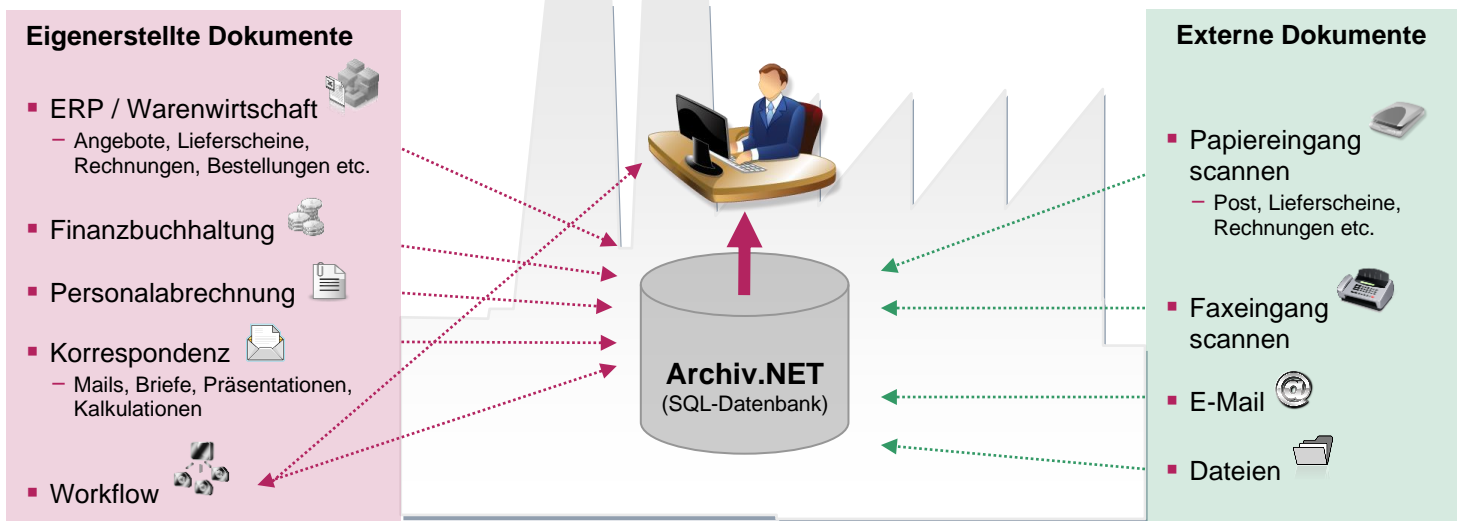 Eigenerstellte Dokumente
ERP / Warenwirtschaft
– Angebote, Lieferscheine,
Rechnungen, Bestellungen etc.
Finanzbuchhaltung
Personalabrechnung
Korrespondenz
– Mails, Briefe, Präsentationen,
Kalkulationen
Workflow
Archiv.NET
(SQL-Datenbank)
Externe Dokumente
Papiereingang
scannen
– Post, Lieferscheine,
Rechnungen etc.
Faxeingang
scannen
E-Mail
Dateien